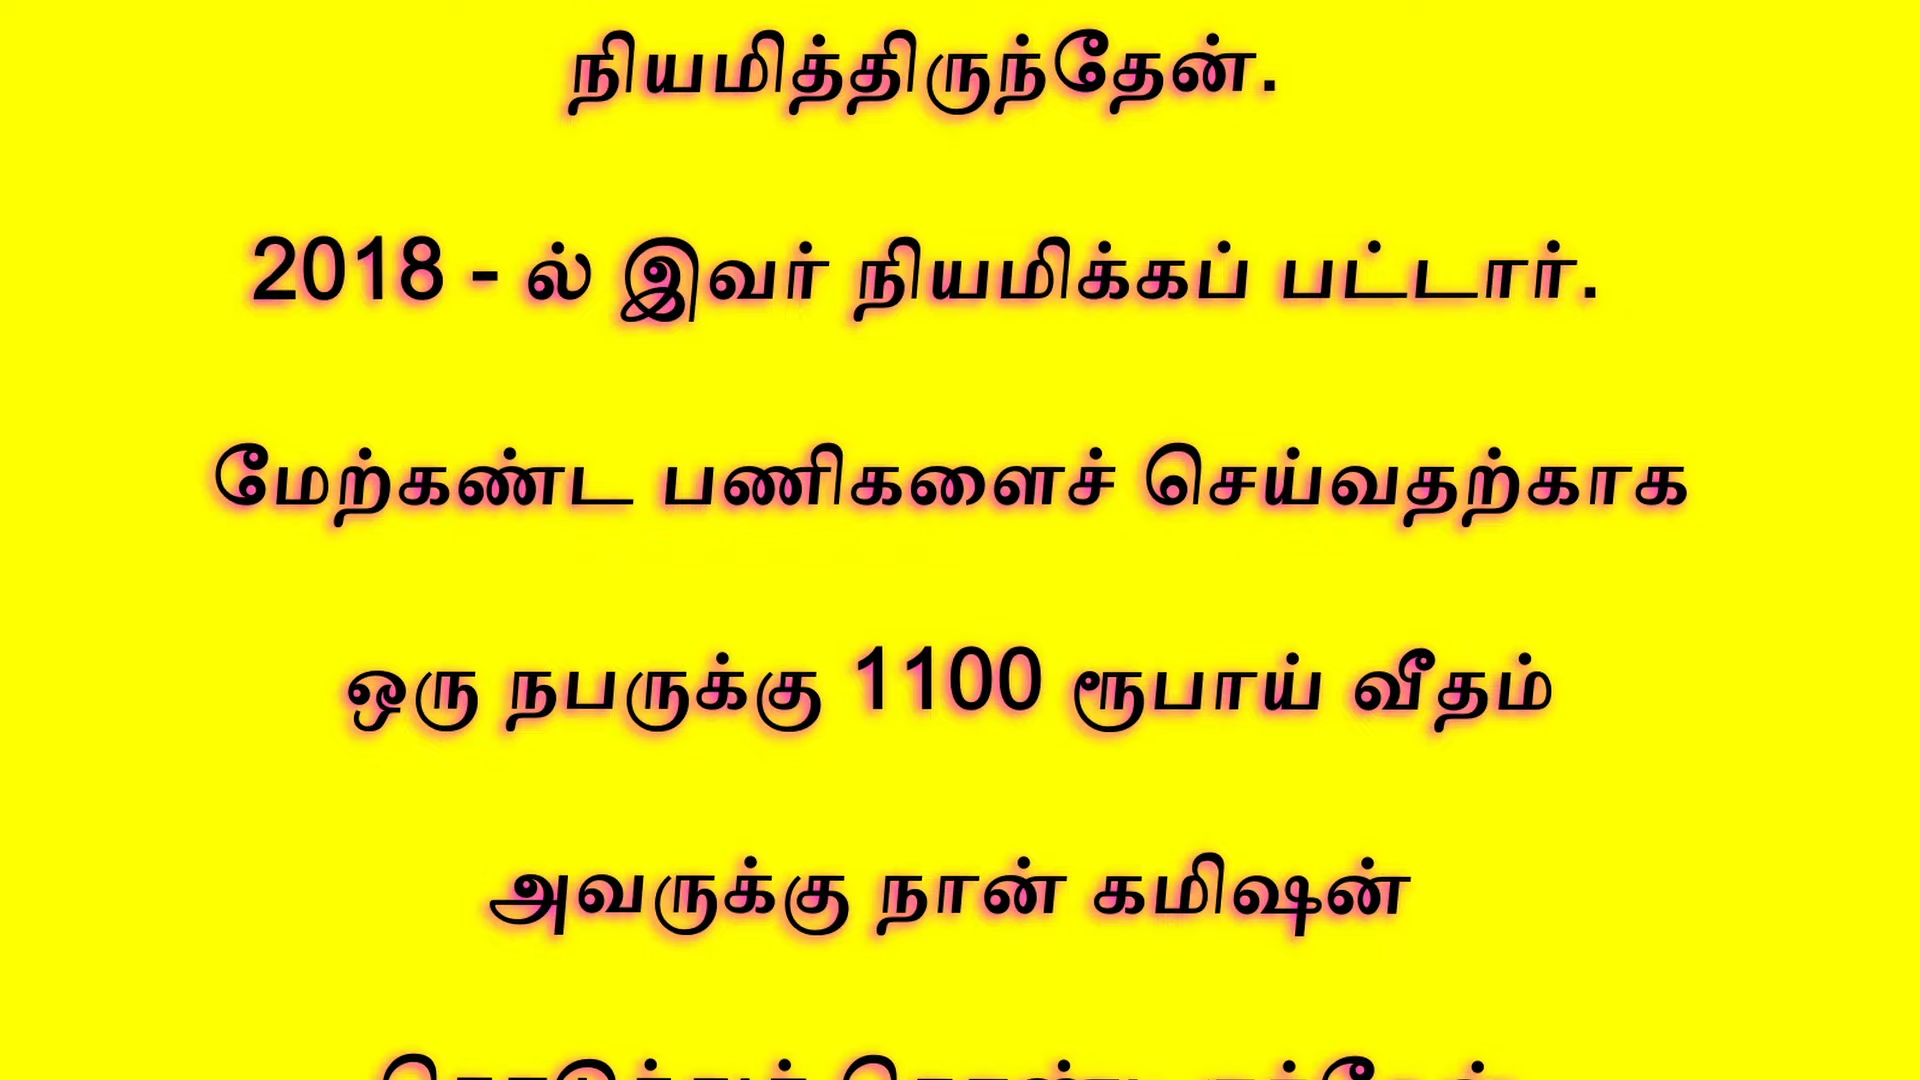 நியமித்திருந்தேன்.
2018 - ல் இவர் நியமிக்கப் பட்டார்.
மேற்கண்ட பணிகளைச் செய்வதற்காக
ஒரு நபருக்கு 1100 ரூபாய் வீதம்
அவருக்கு நான் கமிஷன்